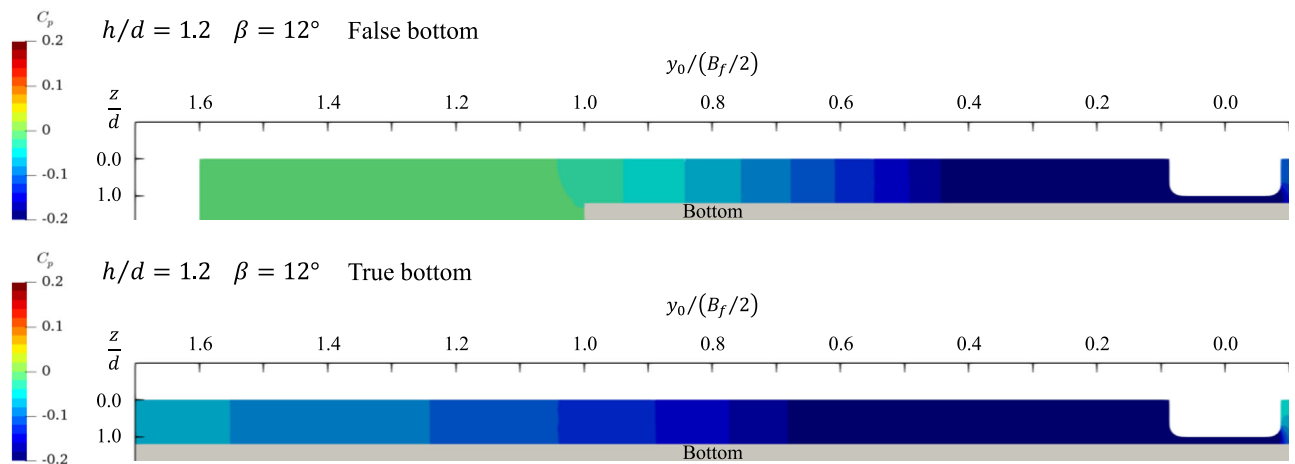 C_p
h/d = 1.2 β = 12° False bottom
0.2
0.1
0
-0.1
-0.2
y₀/(B_f/2)
z/d
1.6 1.4 1.2 1.0 0.8 0.6 0.4 0.2 0.0
0.0
1.0
Bottom
C_p
h/d = 1.2 β = 12° True bottom
0.2
0.1
0
-0.1
-0.2
y₀/(B_f/2)
z/d
1.6 1.4 1.2 1.0 0.8 0.6 0.4 0.2 0.0
0.0
1.0
Bottom